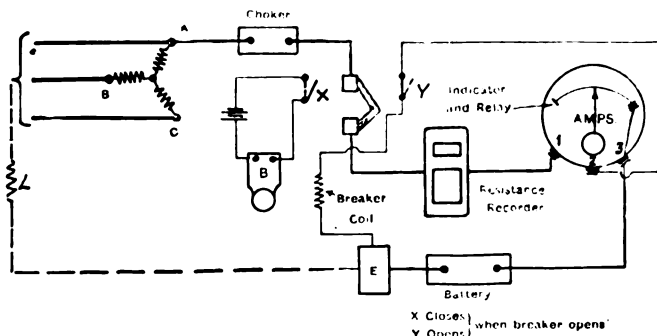 Choker
A
X
Y
Indicator
and Relay
AMPS.
B
C
B
1
2
3
L
Breaker
Coil
Resistance
Recorder
E
Battery
X Closes } when breaker opens
Y Opens }